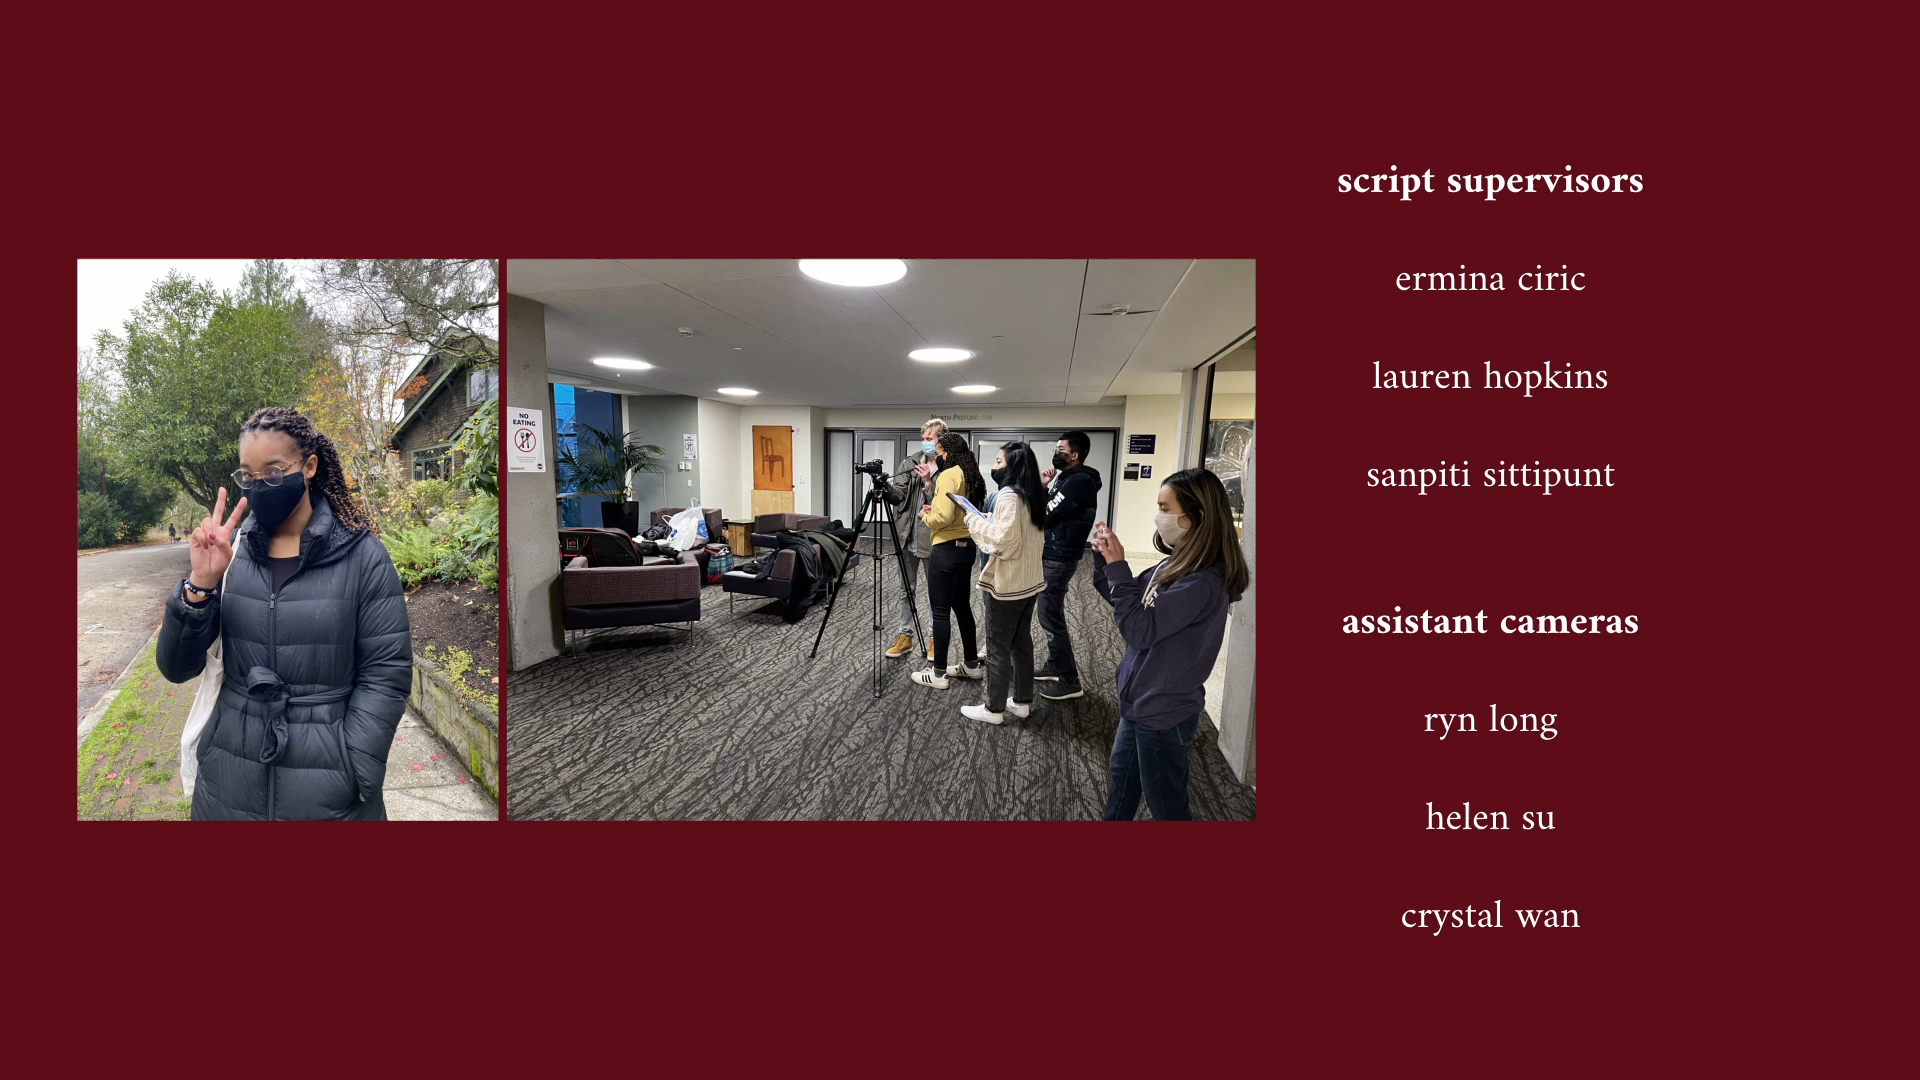 script supervisors
ermina ciric
lauren hopkins
sanpiti sittipunt
assistant cameras
ryn long
helen su
crystal wan
NO
EATING